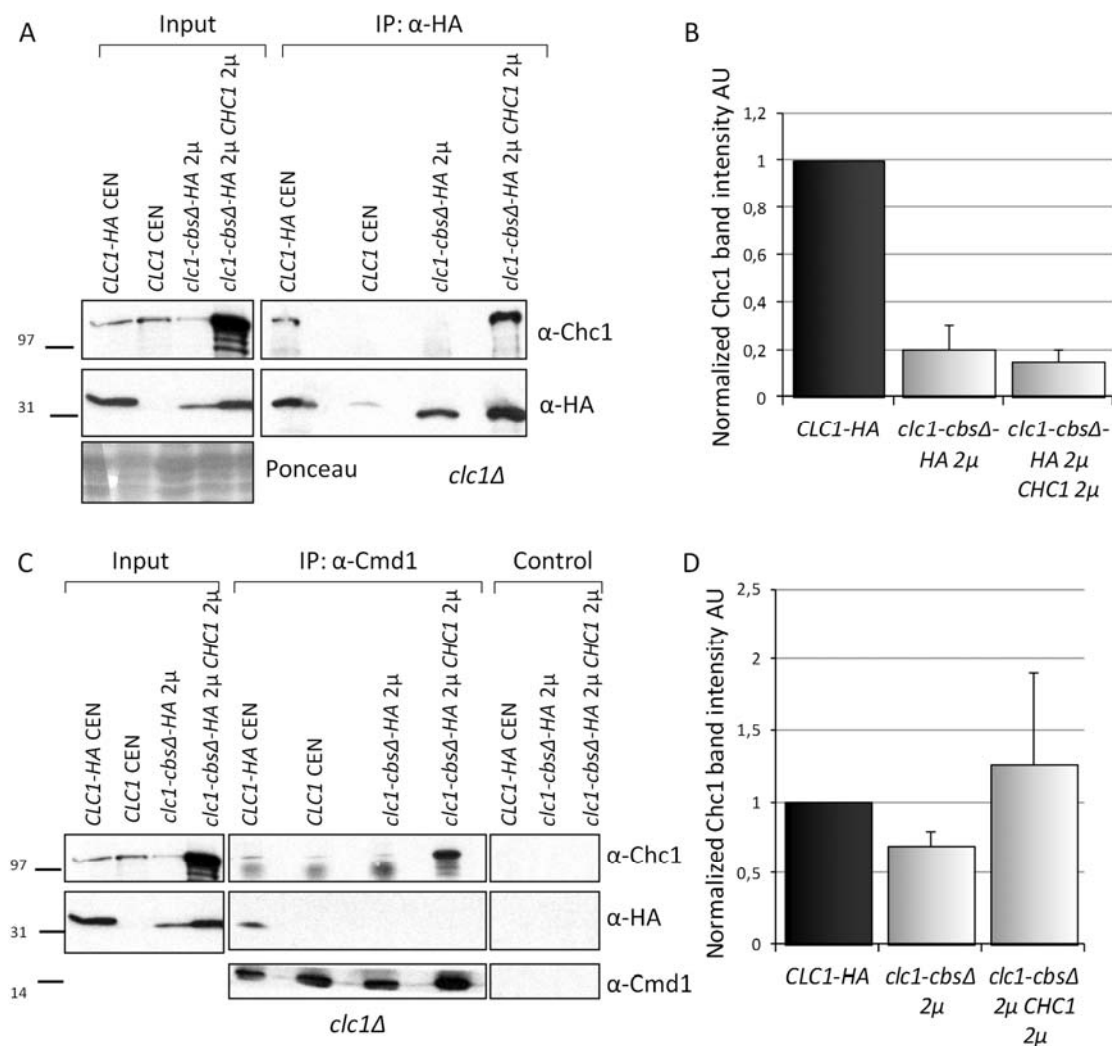 A
Input
IP: α-HA
CLC1-HA CEN
CLC1 CEN
clc1-cbsΔ-HA 2μ
clc1-cbsΔ-HA 2μ CHC1 2μ
CLC1-HA CEN
CLC1 CEN
clc1-cbsΔ-HA 2μ
clc1-cbsΔ-HA 2μ CHC1 2μ
97
α-Chc1
31
α-HA
Ponceau
clc1Δ
B
Normalized Chc1 band intensity AU
1,2
1
0,8
0,6
0,4
0,2
0
CLC1-HA
clc1-cbsΔ-
HA 2μ
clc1-cbsΔ-
HA 2μ
CHC1 2μ
C
Input
IP: α-Cmd1
Control
CLC1-HA CEN
CLC1 CEN
clc1-cbsΔ-HA 2μ
clc1-cbsΔ-HA 2μ CHC1 2μ
CLC1-HA CEN
CLC1 CEN
clc1-cbsΔ-HA 2μ
clc1-cbsΔ-HA 2μ CHC1 2μ
CLC1-HA CEN
clc1-cbsΔ-HA 2μ
clc1-cbsΔ-HA 2μ CHC1 2μ
97
α-Chc1
31
α-HA
14
α-Cmd1
clc1Δ
D
Normalized Chc1 band intensity AU
2,5
2
1,5
1
0,5
0
CLC1-HA
clc1-cbsΔ
2μ
clc1-cbsΔ
2μ CHC1
2μ